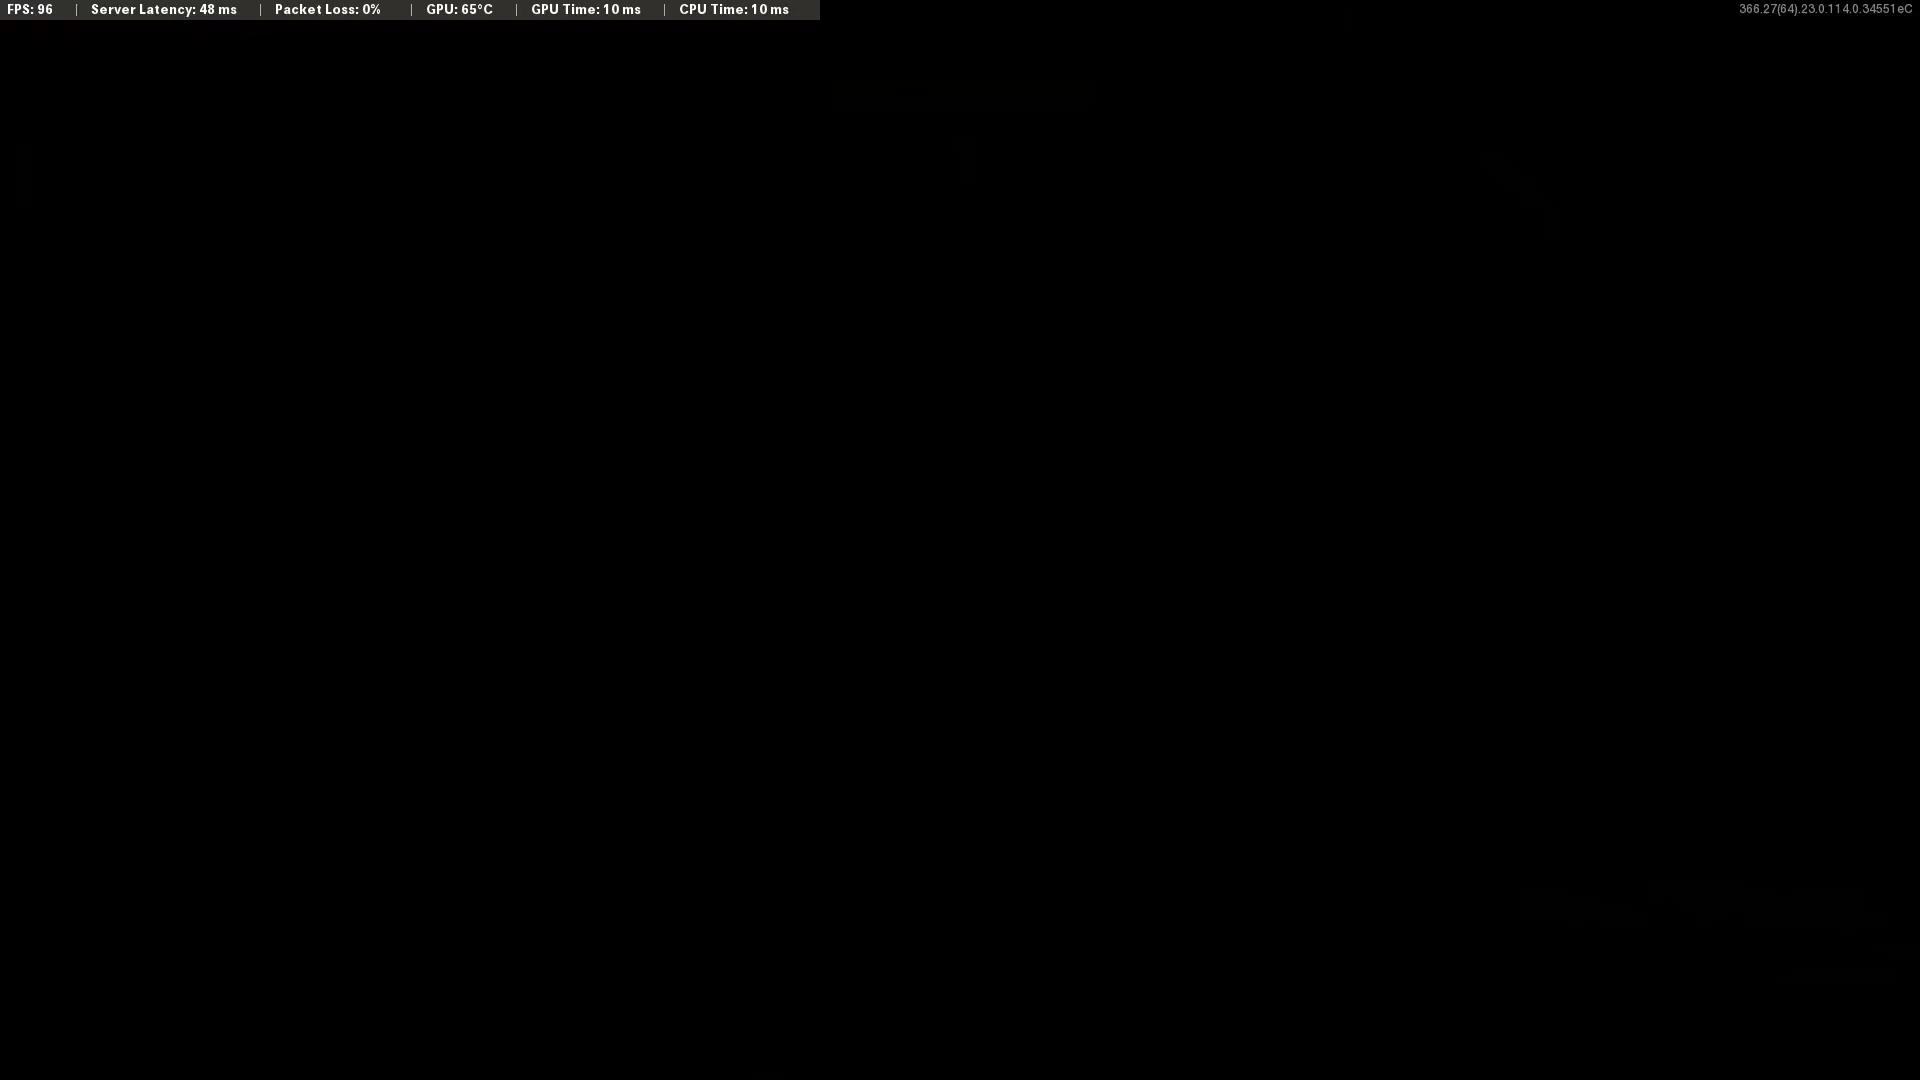 FPS: 96 | Server Latency: 48 ms | Packet Loss: 0% | GPU: 65°C | GPU Time: 10 ms | CPU Time: 10 ms
366.27(64).23.0.114.0.34551eC